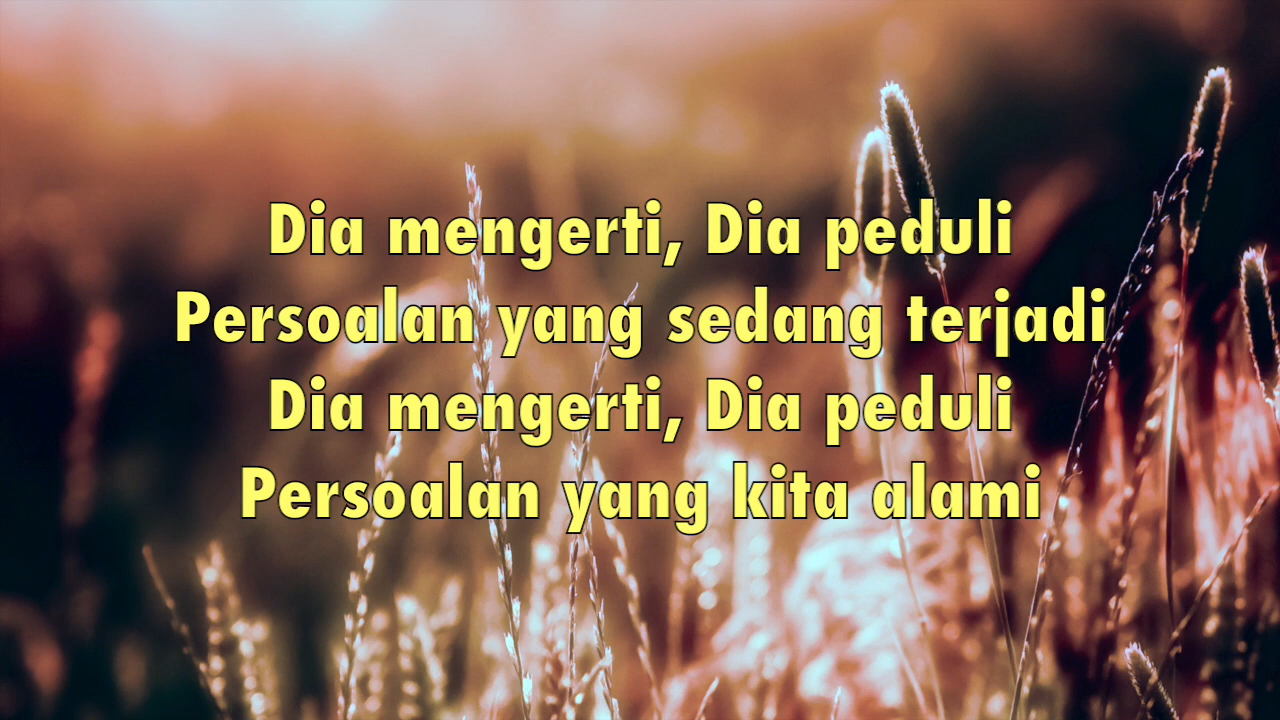 Dia mengerti, Dia peduli
Persoalan yang sedang terjadi
Dia mengerti, Dia peduli
Persoalan yang kita alami